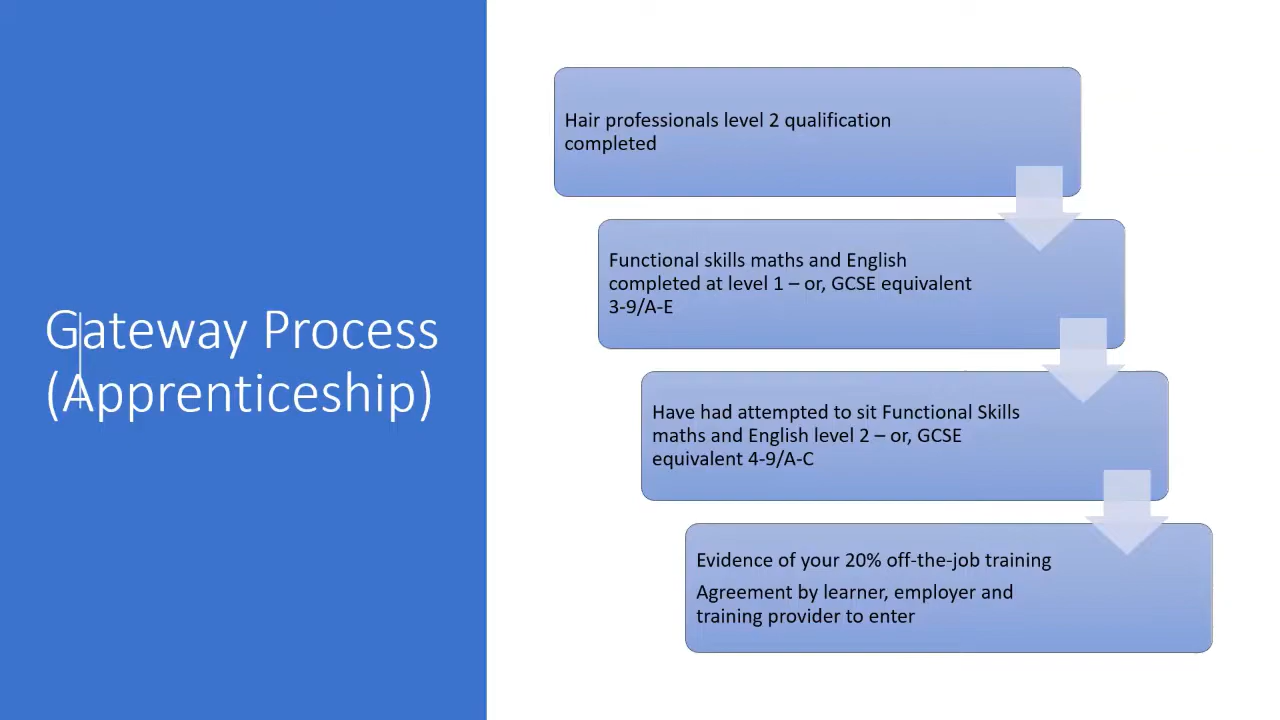 Gateway Process
(Apprenticeship)
Hair professionals level 2 qualification
completed
Functional skills maths and English
completed at level 1 – or, GCSE equivalent
3-9/A-E
Have had attempted to sit Functional Skills
maths and English level 2 – or, GCSE
equivalent 4-9/A-C
Evidence of your 20% off-the-job training
Agreement by learner, employer and
training provider to enter